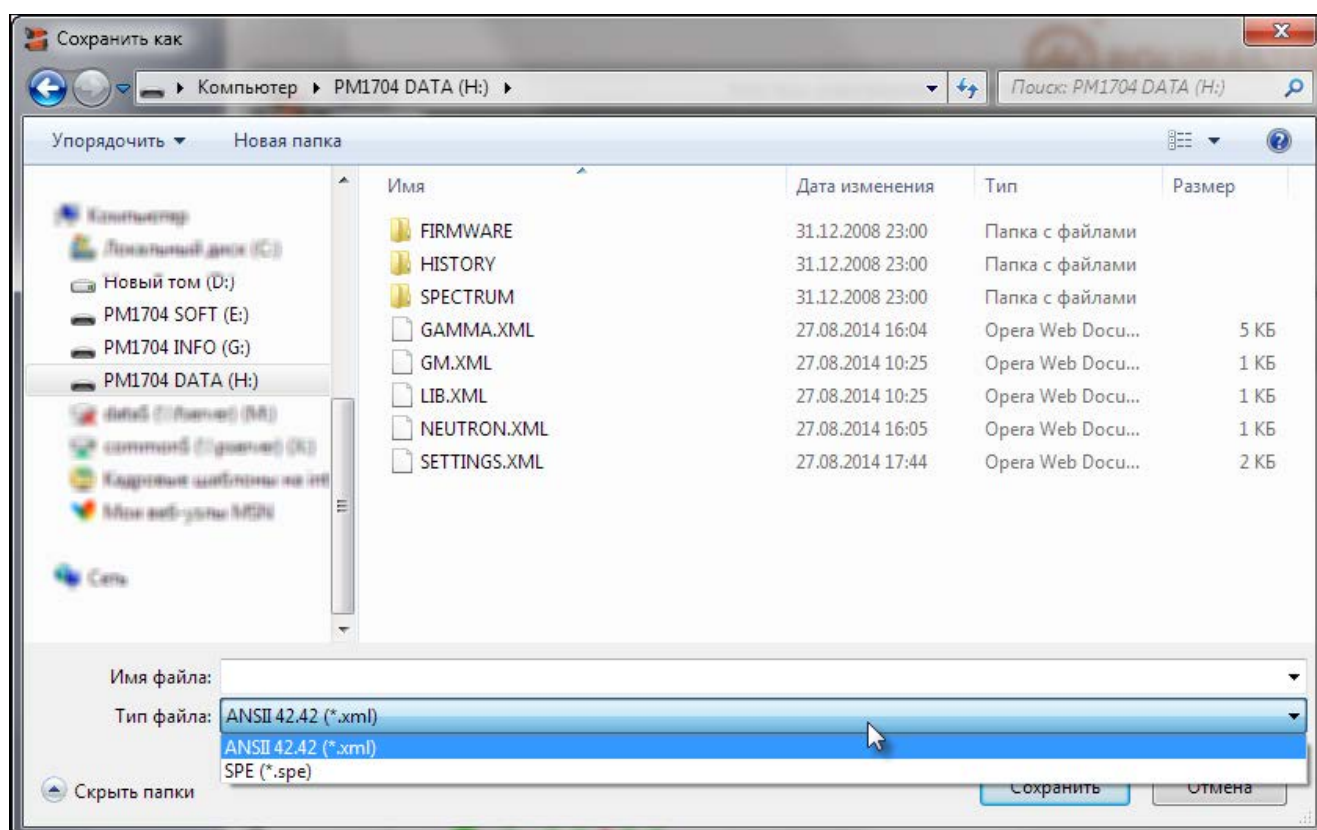 Сохранить как
Компьютер PM1704 DATA (H:)
Поиск: PM1704 DATA (H:)
Упорядочить Новая папка
Имя Дата изменения Тип Размер
Компьютер
Локальный диск (C:)
Новый том (D:)
PM1704 SOFT (E:)
PM1704 INFO (G:)
PM1704 DATA (H:)
Сеть
FIRMWARE 31.12.2008 23:00 Папка с файлами
HISTORY 31.12.2008 23:00 Папка с файлами
SPECTRUM 31.12.2008 23:00 Папка с файлами
GAMMA.XML 27.08.2014 16:04 Opera Web Docu... 5 КБ
GM.XML 27.08.2014 10:25 Opera Web Docu... 1 КБ
LIB.XML 27.08.2014 10:25 Opera Web Docu... 1 КБ
NEUTRON.XML 27.08.2014 16:05 Opera Web Docu... 1 КБ
SETTINGS.XML 27.08.2014 17:44 Opera Web Docu... 2 КБ
Имя файла:
Тип файла: ANSII 42.42 (*.xml)
ANSII 42.42 (*.xml)
SPE (*.spe)
Скрыть папки
Сохранить Отмена